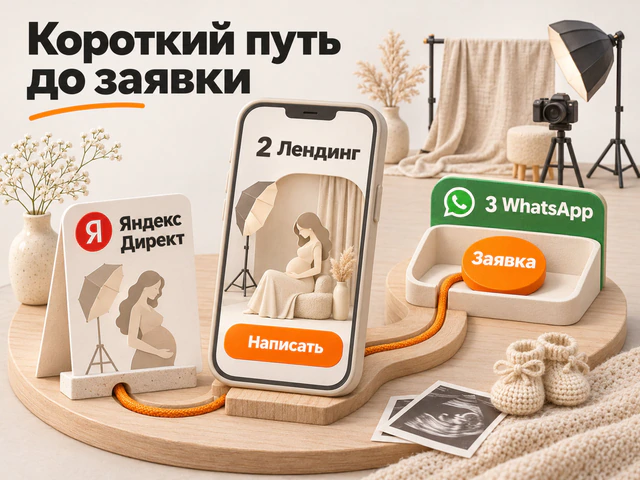 Короткий путь
до заявки
Я Яндекс
Директ
2 Лендинг
Написать
3 WhatsApp
Заявка